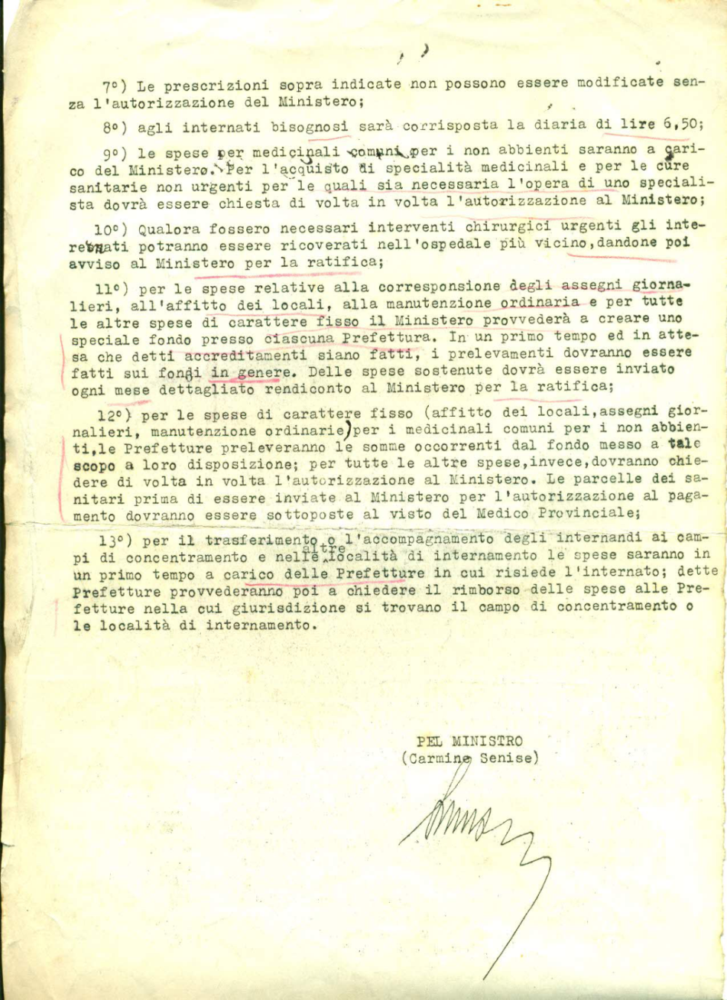 7°) Le prescrizioni sopra indicate non possono essere modificate sen-
za l'autorizzazione del Ministero;
8°) agli internati bisognosi sarà corrisposta la diaria di lire 6,50;
9°) le spese per medicinali comuni per i non abbienti saranno a cari-
co del Ministero. Per l'acquisto di specialità medicinali e per le cure
sanitarie non urgenti per le quali sia necessaria l'opera di uno speciali-
sta dovrà essere chiesta di volta in volta l'autorizzazione al Ministero;
10°) Qualora fossero necessari interventi chirurgici urgenti gli inte-
rnati potranno essere ricoverati nell'ospedale più vicino,dandone poi
avviso al Ministero per la ratifica;
11°) per le spese relative alla corresponsione degli assegni giorna-
lieri, all'affitto dei locali, alla manutenzione ordinaria e per tutte
le altre spese di carattere fisso il Ministero provvederà a creare uno
speciale fondo presso ciascuna Prefettura. In un primo tempo ed in atte-
sa che detti accreditamenti siano fatti, i prelevamenti dovranno essere
fatti sui fondi in genere. Delle spese sostenute dovrà essere inviato
ogni mese dettagliato rendiconto al Ministero per la ratifica;
12°) per le spese di carattere fisso (affitto dei locali,assegni gior-
nalieri, manutenzione ordinarie)per i medicinali comuni per i non abbien-
ti,le Prefetture preleveranno le somme occorrenti dal fondo messo a tale
scopo a loro disposizione; per tutte le altre spese,invece,dovranno chie-
dere di volta in volta l'autorizzazione al Ministero. Le parcelle dei sa-
nitari prima di essere inviate al Ministero per l'autorizzazione al paga-
mento dovranno essere sottoposte al visto del Medico Provinciale;
13°) per il trasferimento o l'accompagnamento degli internandi ai cam-
pi di concentramento e nelle altre località di internamento le spese saranno in
un primo tempo a carico delle Prefetture in cui risiede l'internato; dette
Prefetture provvederanno poi a chiedere il rimborso delle spese alle Pre-
fetture nella cui giurisdizione si trovano il campo di concentramento o
le località di internamento.
PEL MINISTRO
(Carmine Senise)